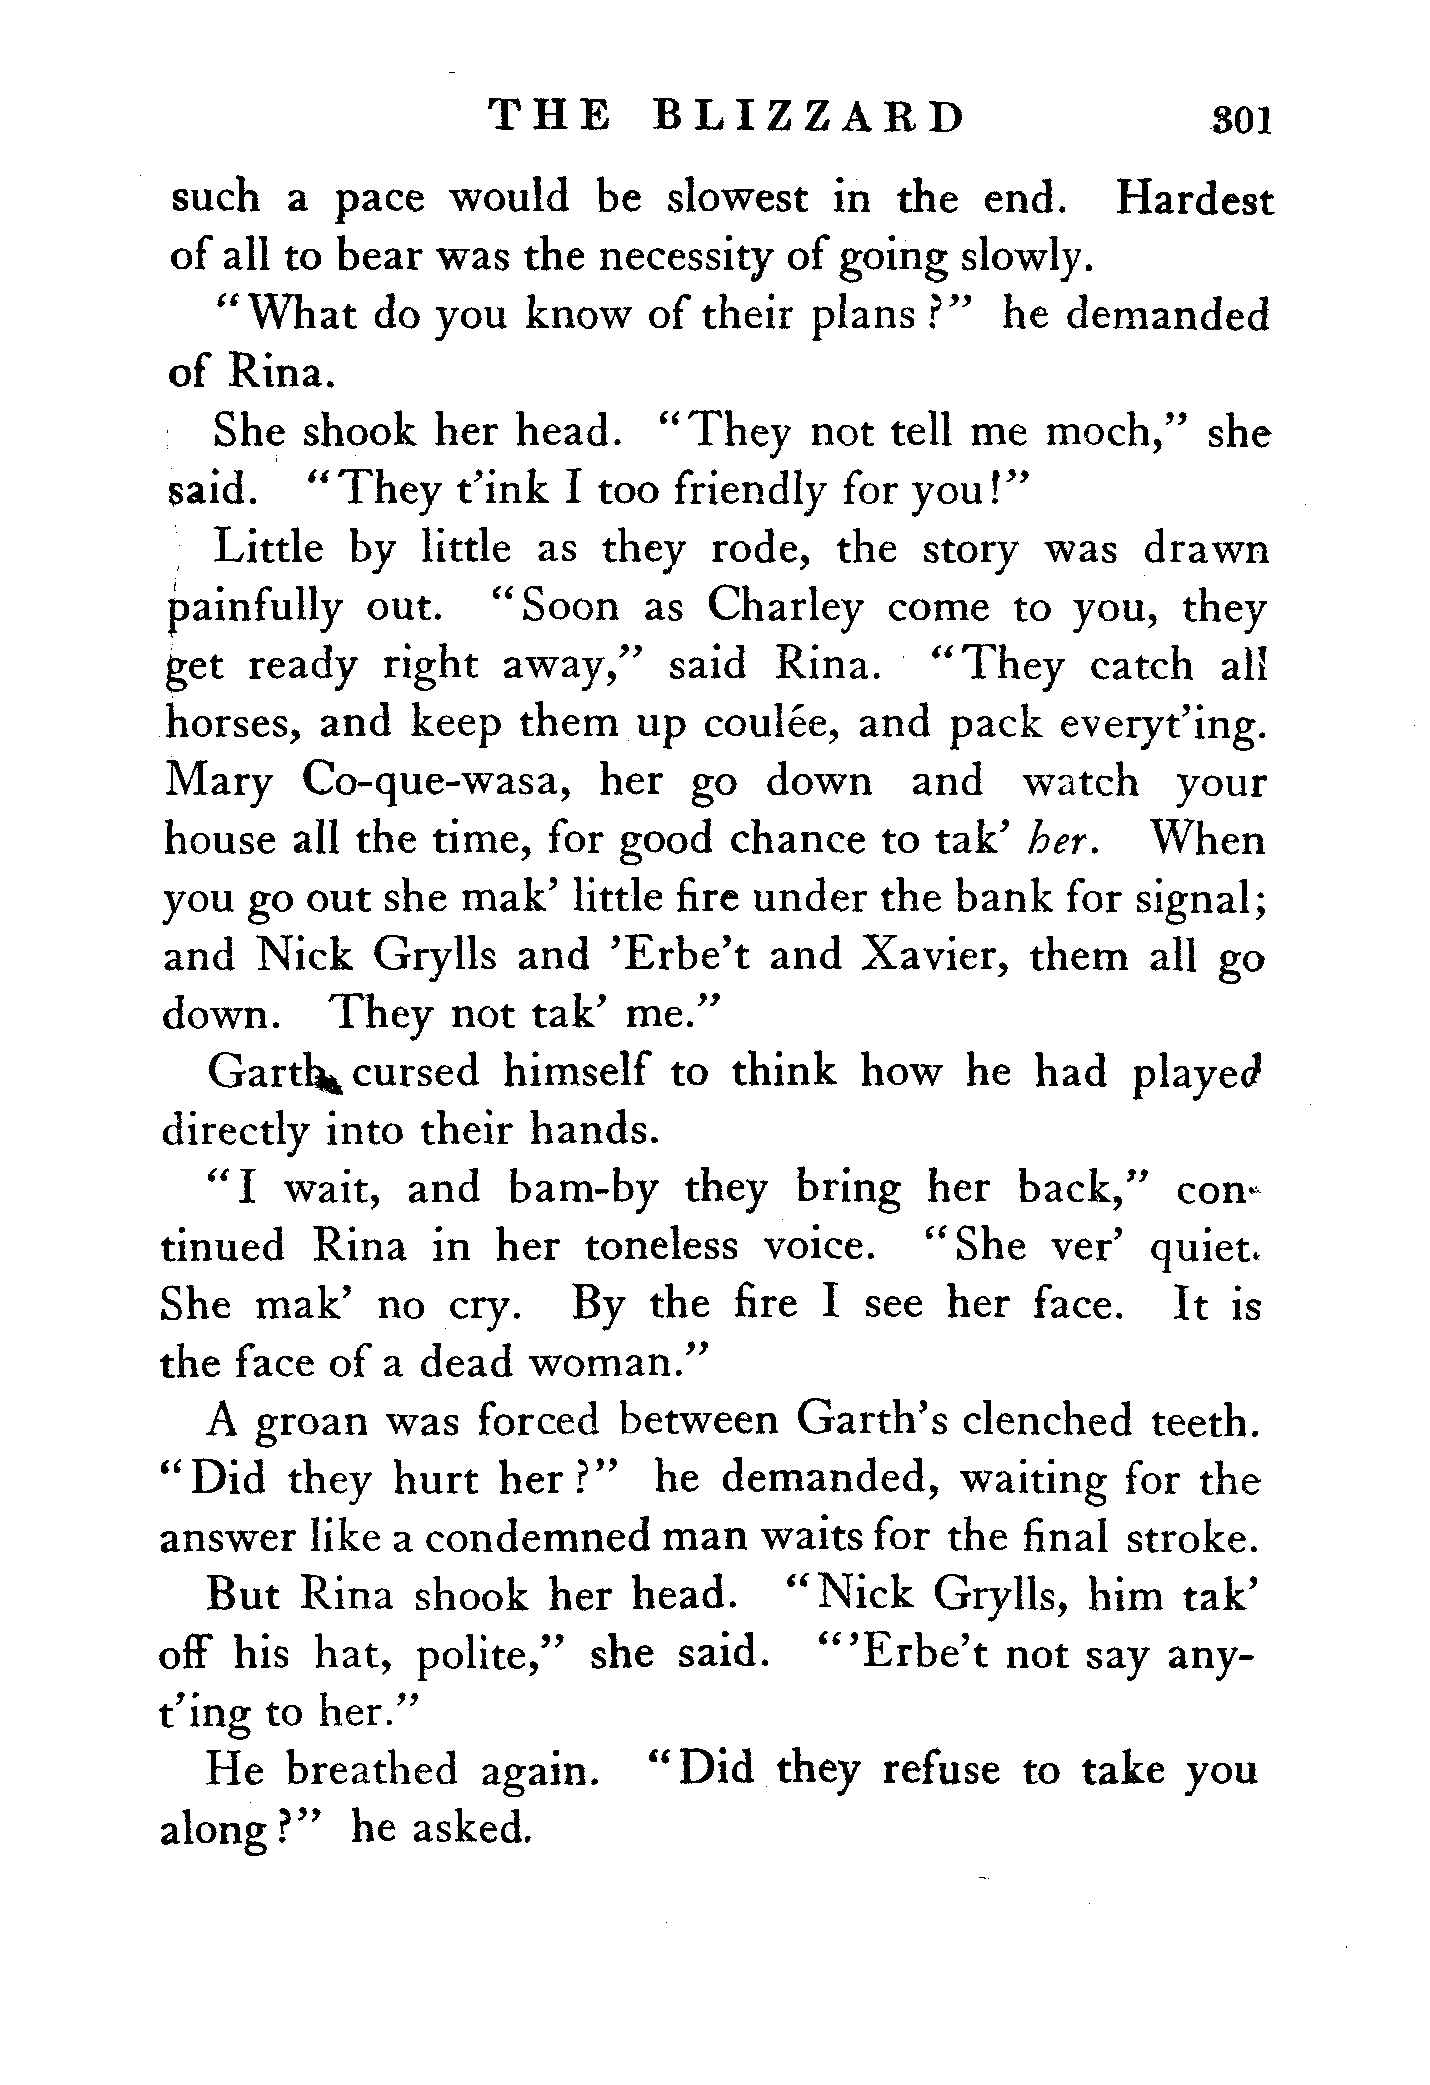 THE BLIZZARD 301
such a pace would be slowest in the end. Hardest
of all to bear was the necessity of going slowly.
"What do you know of their plans?" he demanded
of Rina.
She shook her head. "They not tell me moch," she
said. "They t'ink I too friendly for you!"
Little by little as they rode, the story was drawn
painfully out. "Soon as Charley come to you, they
get ready right away," said Rina. "They catch all
horses, and keep them up coulée, and pack everyt'ing.
Mary Co-que-wasa, her go down and watch your
house all the time, for good chance to tak' her. When
you go out she mak' little fire under the bank for signal;
and Nick Grylls and 'Erbe't and Xavier, them all go
down. They not tak' me."
Garth cursed himself to think how he had played
directly into their hands.
"I wait, and bam-by they bring her back," con-
tinued Rina in her toneless voice. "She ver' quiet.
She mak' no cry. By the fire I see her face. It is
the face of a dead woman."
A groan was forced between Garth's clenched teeth.
"Did they hurt her?" he demanded, waiting for the
answer like a condemned man waits for the final stroke.
But Rina shook her head. "Nick Grylls, him tak'
off his hat, polite," she said. "'Erbe't not say any-
t'ing to her."
He breathed again. "Did they refuse to take you
along?" he asked.